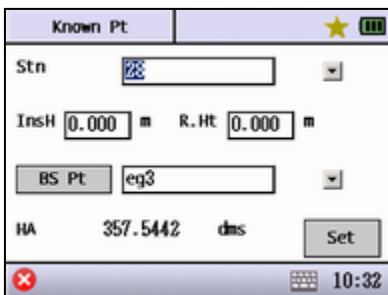 Known Pt
Stn 28
InsH 0.000 m R.Ht 0.000 m
BS Pt eg3
HA 357.5442 dms Set
10:32